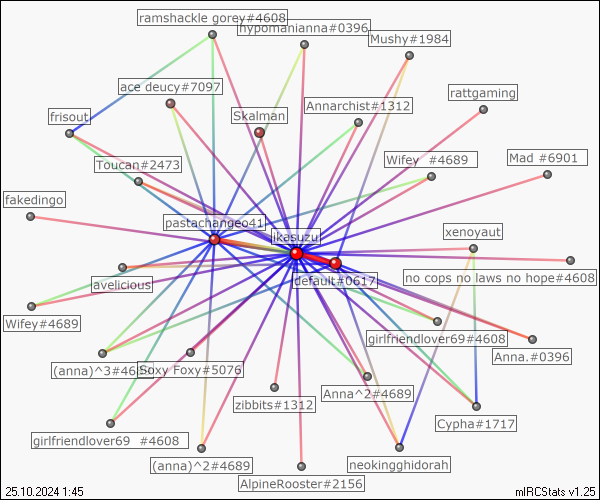 ramshackle gorey#4608
hypomanianna#0396
Mushy#1984
ace deucy#7097
rattgaming
Annarchist#1312
frisout
Skalman
Toucan#2473
Wifey #4689
Mad #6901
fakedingo
pastachangeo41
ikasuzu
xenoyaut
avelicious
default#0617
no cops no laws no hope#4608
Wifey#4689
girlfriendlover69#4608
Anna.#0396
(anna)^3#4689
Soxy Foxy#5076
Anna^2#4689
zibbits#1312
Cypha#1717
girlfriendlover69 #4608
(anna)^2#4689
neokingghidorah
AlpineRooster#2156
25.10.2024 1:45
mIRCStats v1.25